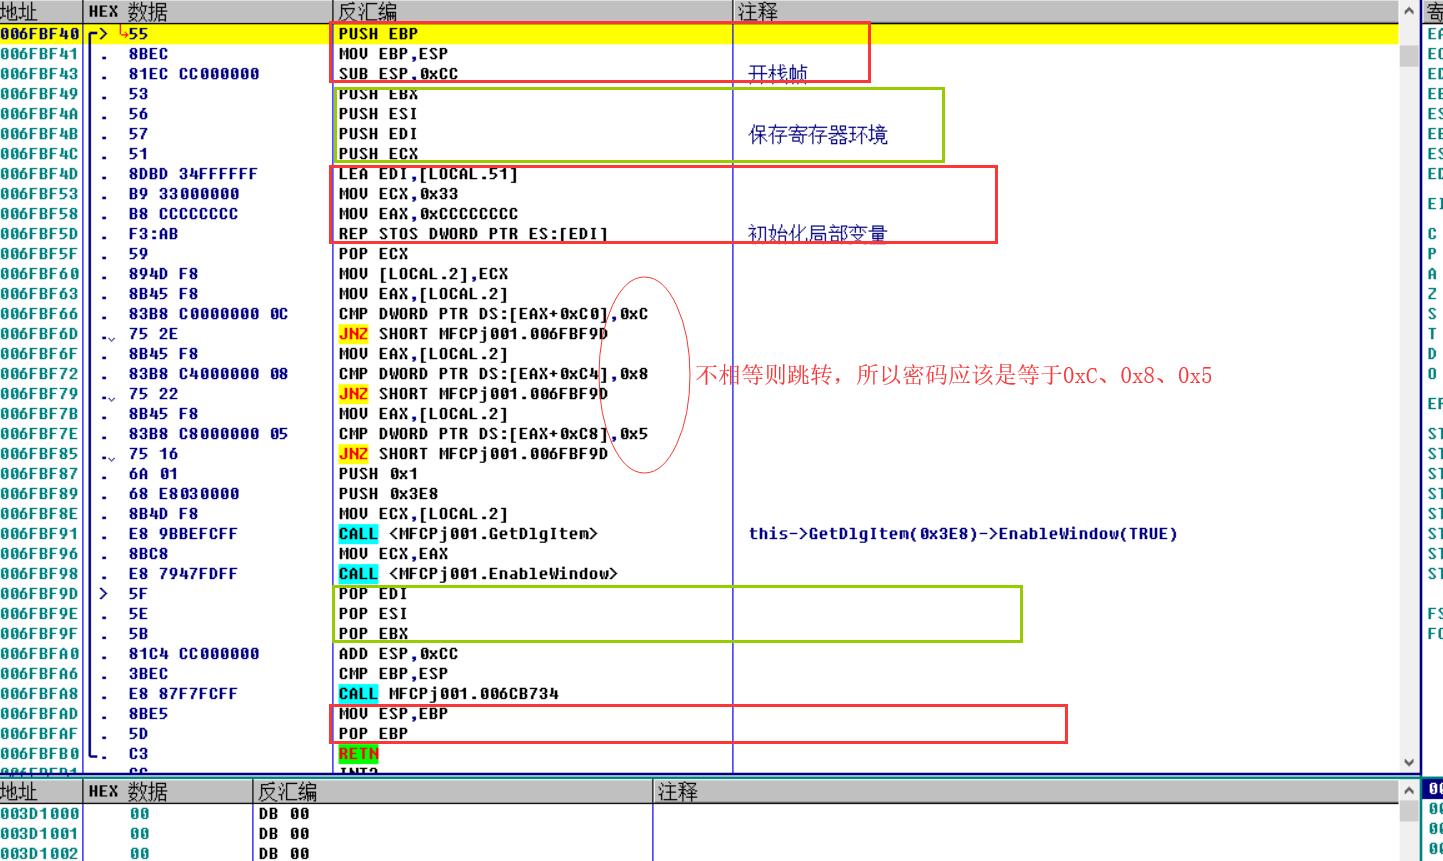 地址 HEX 数据 反汇编 注释 寄
006FBF40 > 55 PUSH EBP
006FBF41 . 8BEC MOV EBP,ESP
006FBF43 . 81EC CC000000 SUB ESP,0xCC 开栈帧
006FBF49 . 53 PUSH EBX
006FBF4A . 56 PUSH ESI
006FBF4B . 57 PUSH EDI 保存寄存器环境
006FBF4C . 51 PUSH ECX
006FBF4D . 8DBD 34FFFFFF LEA EDI,[LOCAL.51]
006FBF53 . B9 33000000 MOV ECX,0x33
006FBF58 . B8 CCCCCCCC MOV EAX,0xCCCCCCCC
006FBF5D . F3:AB REP STOS DWORD PTR ES:[EDI] 初始化局部变量
006FBF5F . 59 POP ECX
006FBF60 . 894D F8 MOV [LOCAL.2],ECX
006FBF63 . 8B45 F8 MOV EAX,[LOCAL.2]
006FBF66 . 83B8 C0000000 0C CMP DWORD PTR DS:[EAX+0xC0],0xC
006FBF6D . 75 2E JNZ SHORT MFCPj001.006FBF9D
006FBF6F . 8B45 F8 MOV EAX,[LOCAL.2]
006FBF72 . 83B8 C4000000 08 CMP DWORD PTR DS:[EAX+0xC4],0x8 不相等则跳转，所以密码应该是等于0xC、0x8、0x5
006FBF79 . 75 22 JNZ SHORT MFCPj001.006FBF9D
006FBF7B . 8B45 F8 MOV EAX,[LOCAL.2]
006FBF7E . 83B8 C8000000 05 CMP DWORD PTR DS:[EAX+0xC8],0x5
006FBF85 . 75 16 JNZ SHORT MFCPj001.006FBF9D
006FBF87 . 6A 01 PUSH 0x1
006FBF89 . 68 E8030000 PUSH 0x3E8
006FBF8E . 8B4D F8 MOV ECX,[LOCAL.2]
006FBF91 . E8 9BBEFCFF CALL <MFCPj001.GetDlgItem> this->GetDlgItem(0x3E8)->EnableWindow(TRUE)
006FBF96 . 8BC8 MOV ECX,EAX
006FBF98 . E8 7947FDFF CALL <MFCPj001.EnableWindow>
006FBF9D > 5F POP EDI
006FBF9E . 5E POP ESI
006FBF9F . 5B POP EBX
006FBFA0 . 81C4 CC000000 ADD ESP,0xCC
006FBFA6 . 3BEC CMP EBP,ESP
006FBFA8 . E8 87F7FCFF CALL MFCPj001.006CB734
006FBFAD . 8BE5 MOV ESP,EBP
006FBFAF . 5D POP EBP
006FBFB0 . C3 RETN
地址 HEX 数据 反汇编 注释
003D1000 00 DB 00
003D1001 00 DB 00
003D1002 00 DB 00